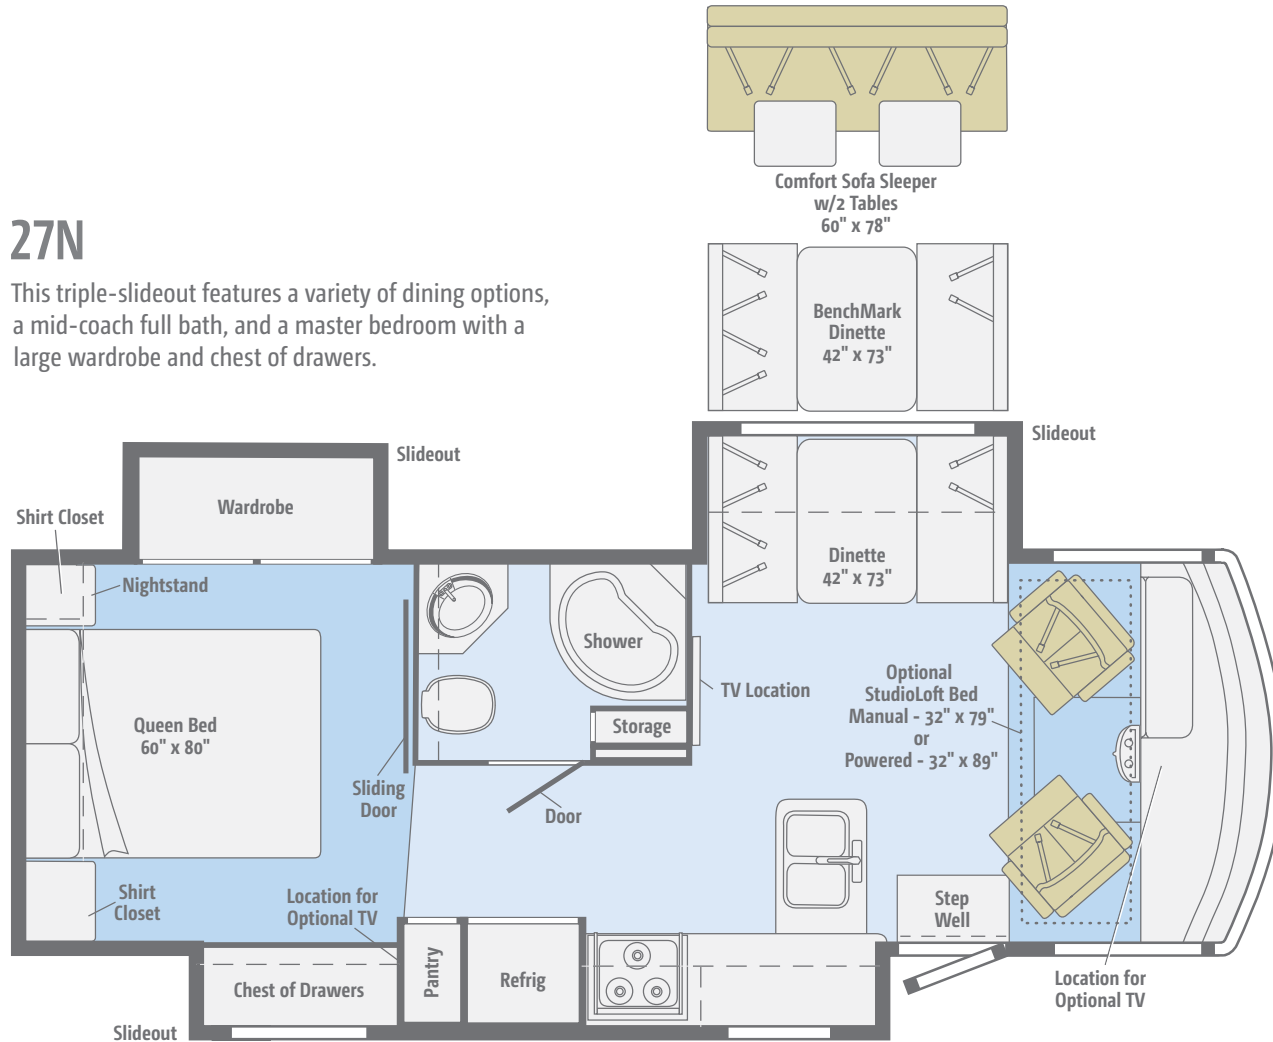 Comfort Sofa Sleeper
w/2 Tables
60" x 78"
27N
This triple-slideout features a variety of dining options,
a mid-coach full bath, and a master bedroom with a
large wardrobe and chest of drawers.
BenchMark
Dinette
42" x 73"
Slideout
Slideout
Wardrobe
Shirt Closet
Nightstand
Dinette
42" x 73"
Shower
Optional
StudioLoft Bed
Manual - 32" x 79"
or
Powered - 32" x 89"
TV Location
Queen Bed
60" x 80"
Storage
Sliding
Door
Door
Shirt
Closet
Location for
Optional TV
Step
Well
Pantry
Refrig
Chest of Drawers
Location for
Optional TV
Slideout